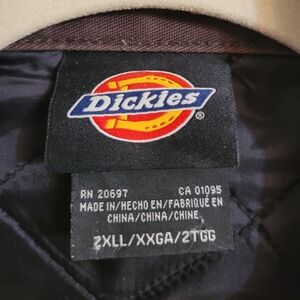 Dickies
®
RN 20697 CA 01095
MADE IN/HECHO EN/FABRIQUÉ EN
CHINA/CHINA/CHINE
2XLL/XXGA/2TGG